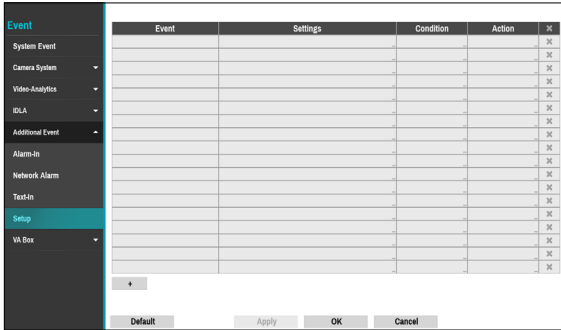 Event
System Event
Camera System
Video-Analytics
IDLA
Additional Event
Alarm-In
Network Alarm
Text-In
Setup
VA Box
Event Settings Condition Action
+
Default Apply OK Cancel